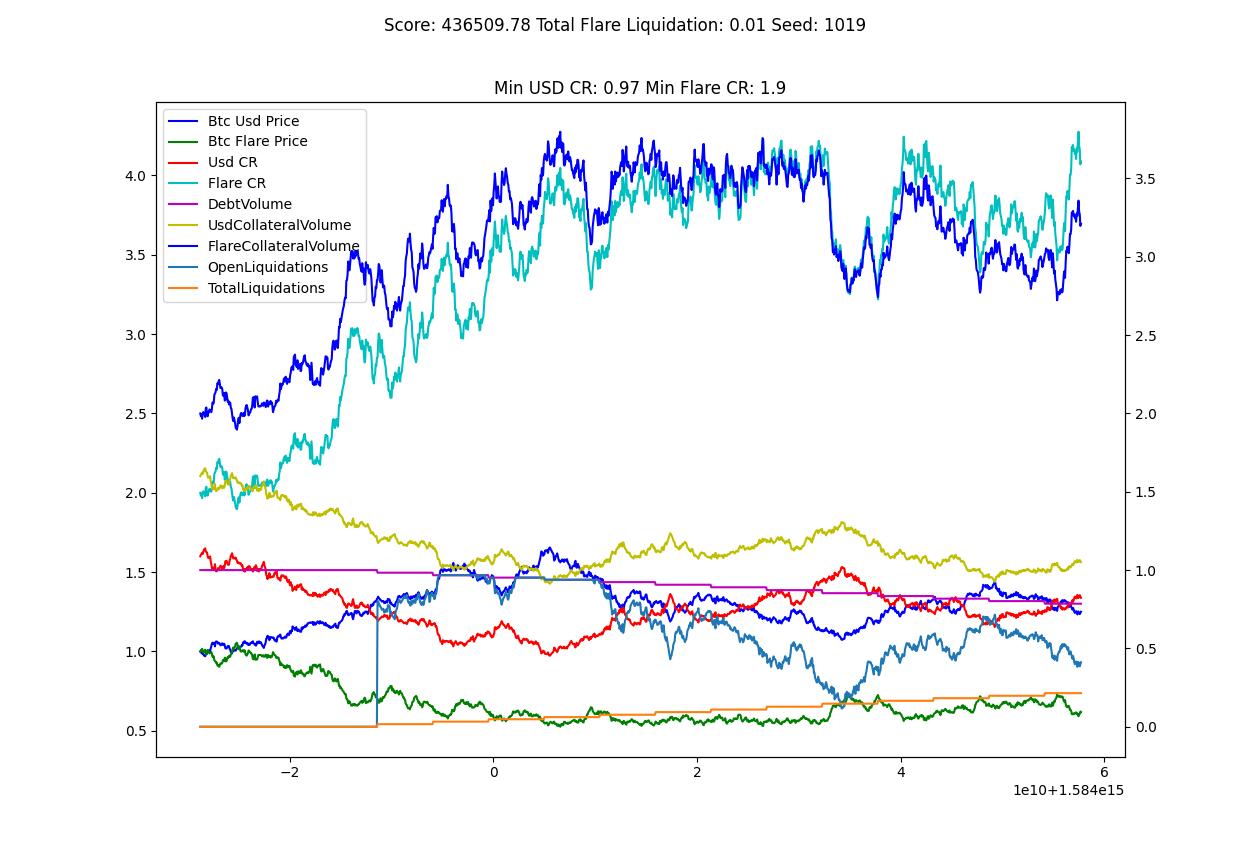 Score: 436509.78 Total Flare Liquidation: 0.01 Seed: 1019
Min USD CR: 0.97 Min Flare CR: 1.9
Btc Usd Price
Btc Flare Price
Usd CR
Flare CR
DebtVolume
UsdCollateralVolume
FlareCollateralVolume
OpenLiquidations
TotalLiquidations
4.0
3.5
3.0
2.5
2.0
1.5
1.0
0.5
3.5
3.0
2.5
2.0
1.5
1.0
0.5
0.0
−2 0 2 4 6
1e10+1.584e15